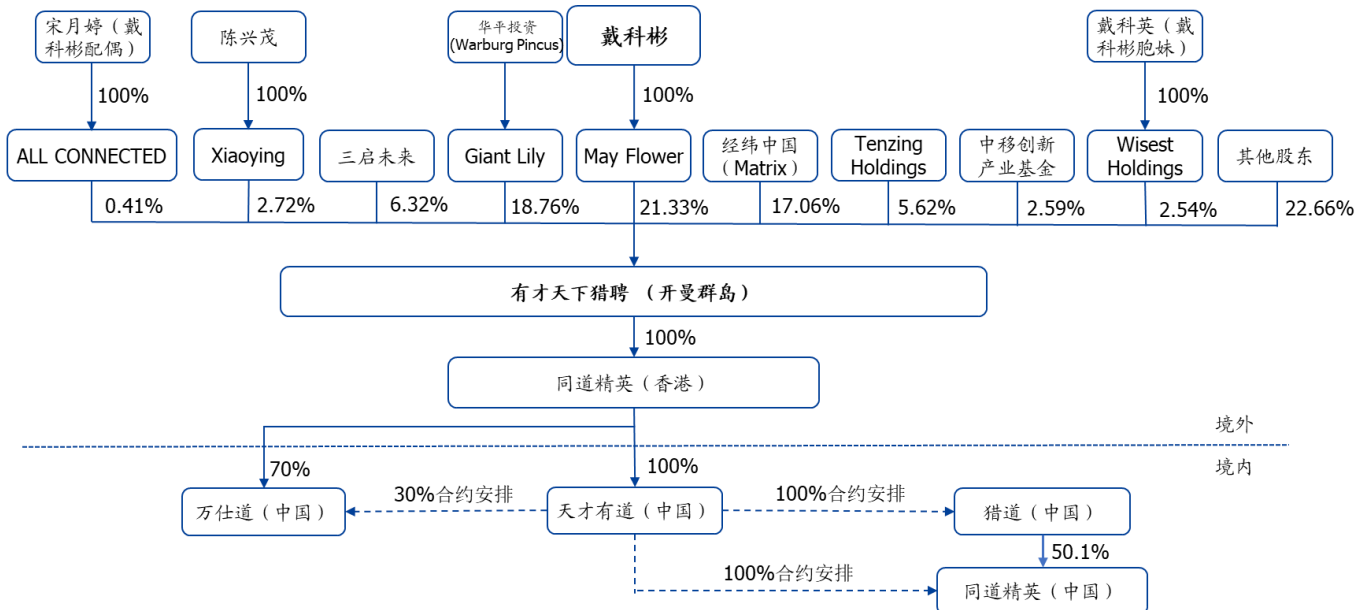 宋月婷（戴
科彬配偶）
陈兴茂
华平投资
(Warburg Pincus)
戴科彬
戴科英（戴
科彬胞妹）
100%
100%
100%
100%
ALL CONNECTED
Xiaoying
三启未来
Giant Lily
May Flower
经纬中国
（Matrix）
Tenzing
Holdings
中移创新
产业基金
Wisest
Holdings
其他股东
0.41%
2.72%
6.32%
18.76%
21.33%
17.06%
5.62%
2.59%
2.54%
22.66%
有才天下猎聘 （开曼群岛）
100%
同道精英（香港）
境外
境内
70%
100%
万仕道（中国）
30%合约安排
天才有道（中国）
100%合约安排
猎道（中国）
50.1%
100%合约安排
同道精英（中国）